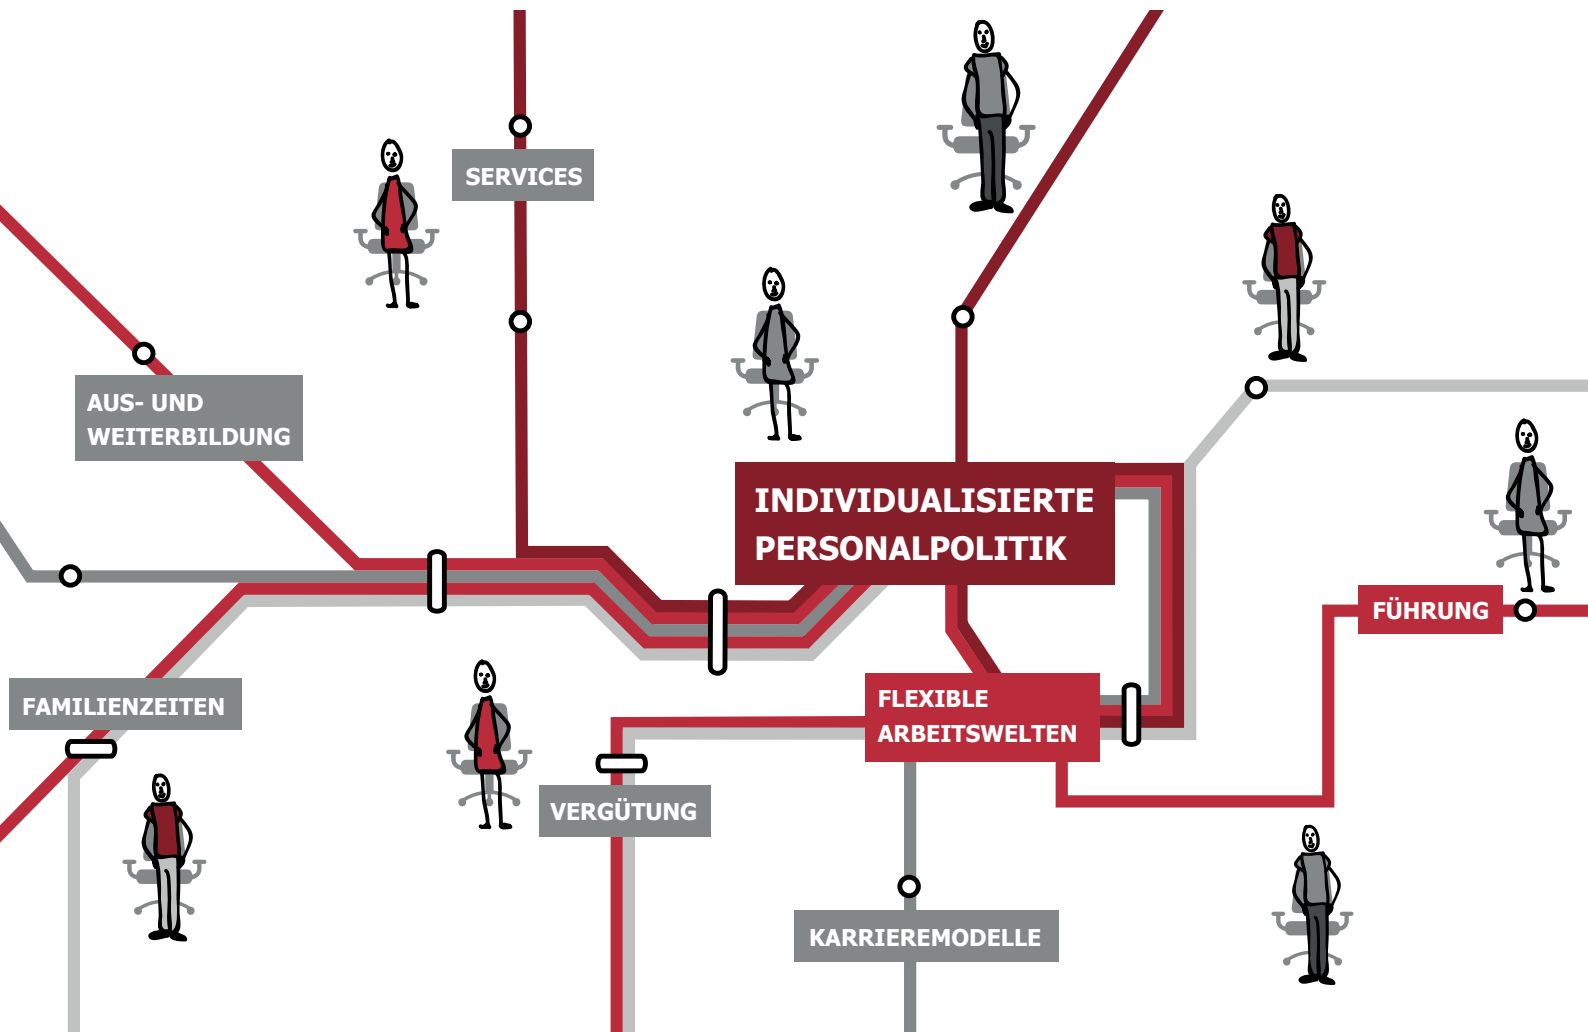 SERVICES
AUS- UND
WEITERBILDUNG
INDIVIDUALISIERTE
PERSONALPOLITIK
FÜHRUNG
FAMILIENZEITEN
FLEXIBLE
ARBEITSWELTEN
VERGÜTUNG
KARRIEREMODELLE